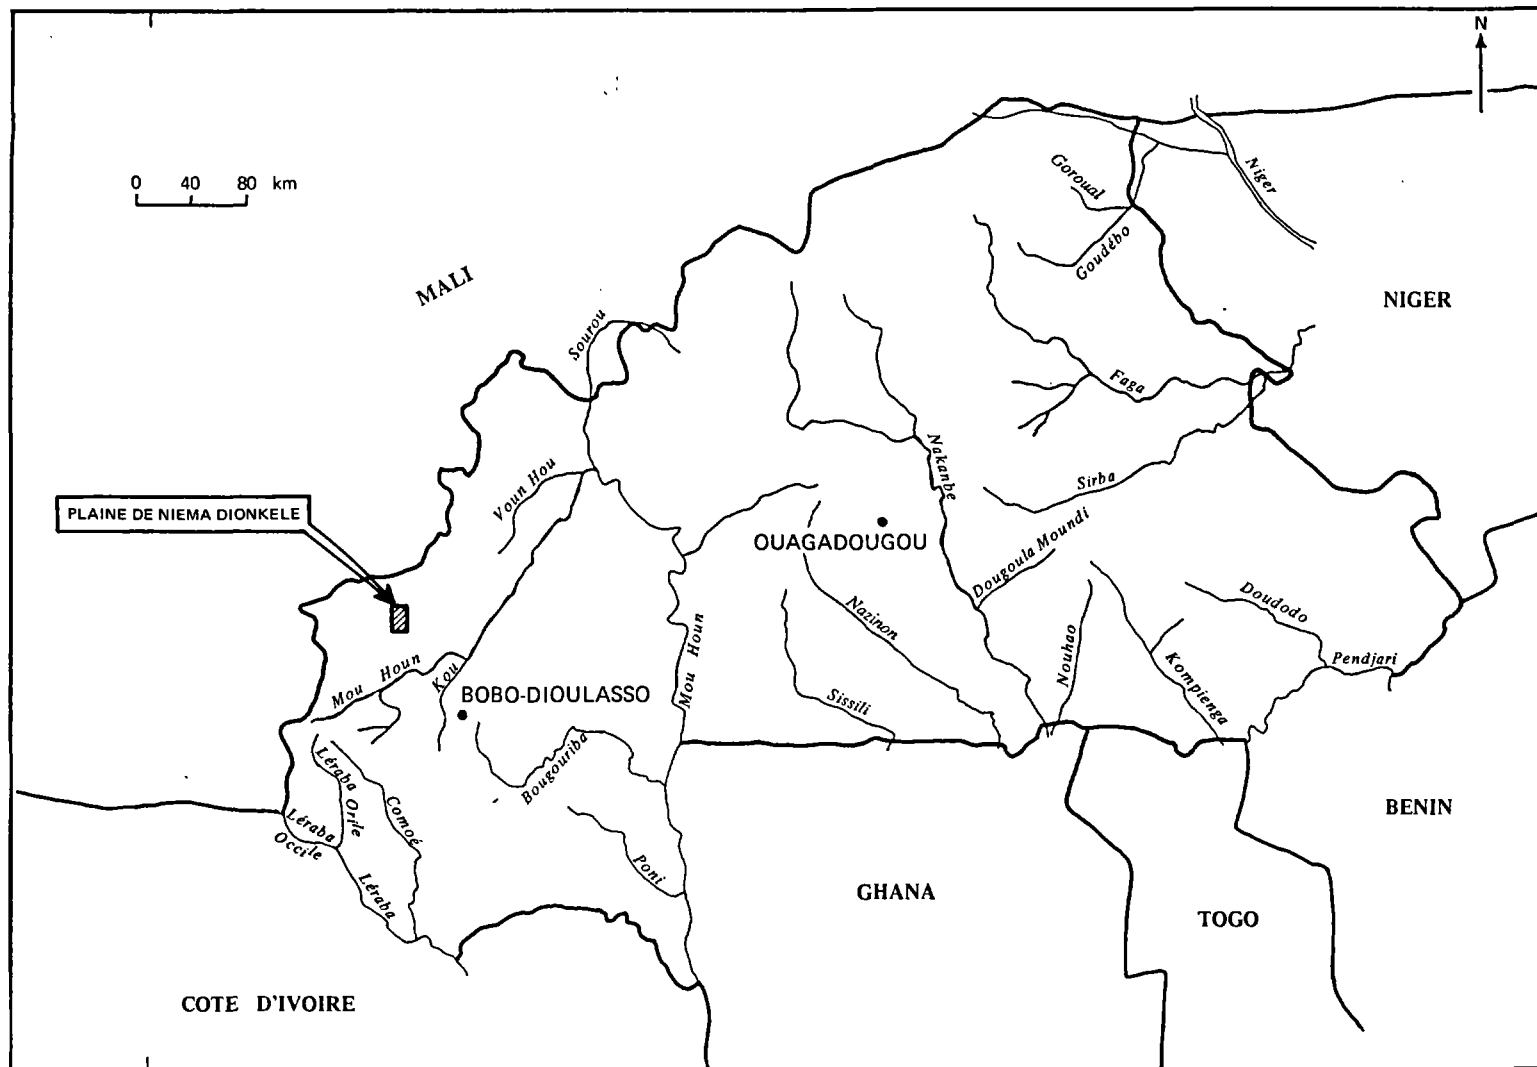 N
0 40 80 km
Niger
Goroual
Goudébo
MALI
NIGER
Sourou
Faga
Nakanbe
Voun Hou
Sirba
PLAINE DE NIEMA DIONKELE
OUAGADOUGOU
Dougoula Moundi
Doudodo
Nazinon
Nouhao
Mou Houn
Kompienga
Pendjari
Mou Houn
Kou
BOBO-DIOULASSO
Sissili
Bougouriba
Léraba Orile
Comoé
Léraba
Occile
BENIN
Poni
Léraba
GHANA
TOGO
COTE D'IVOIRE